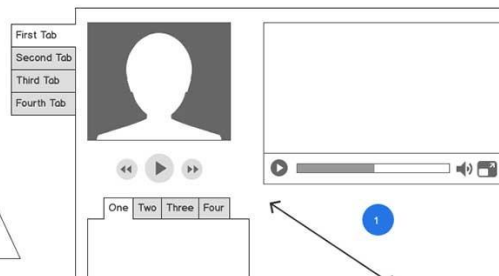 First Tab
Second Tab
Third Tab
Fourth Tab
One Two Three Four
1